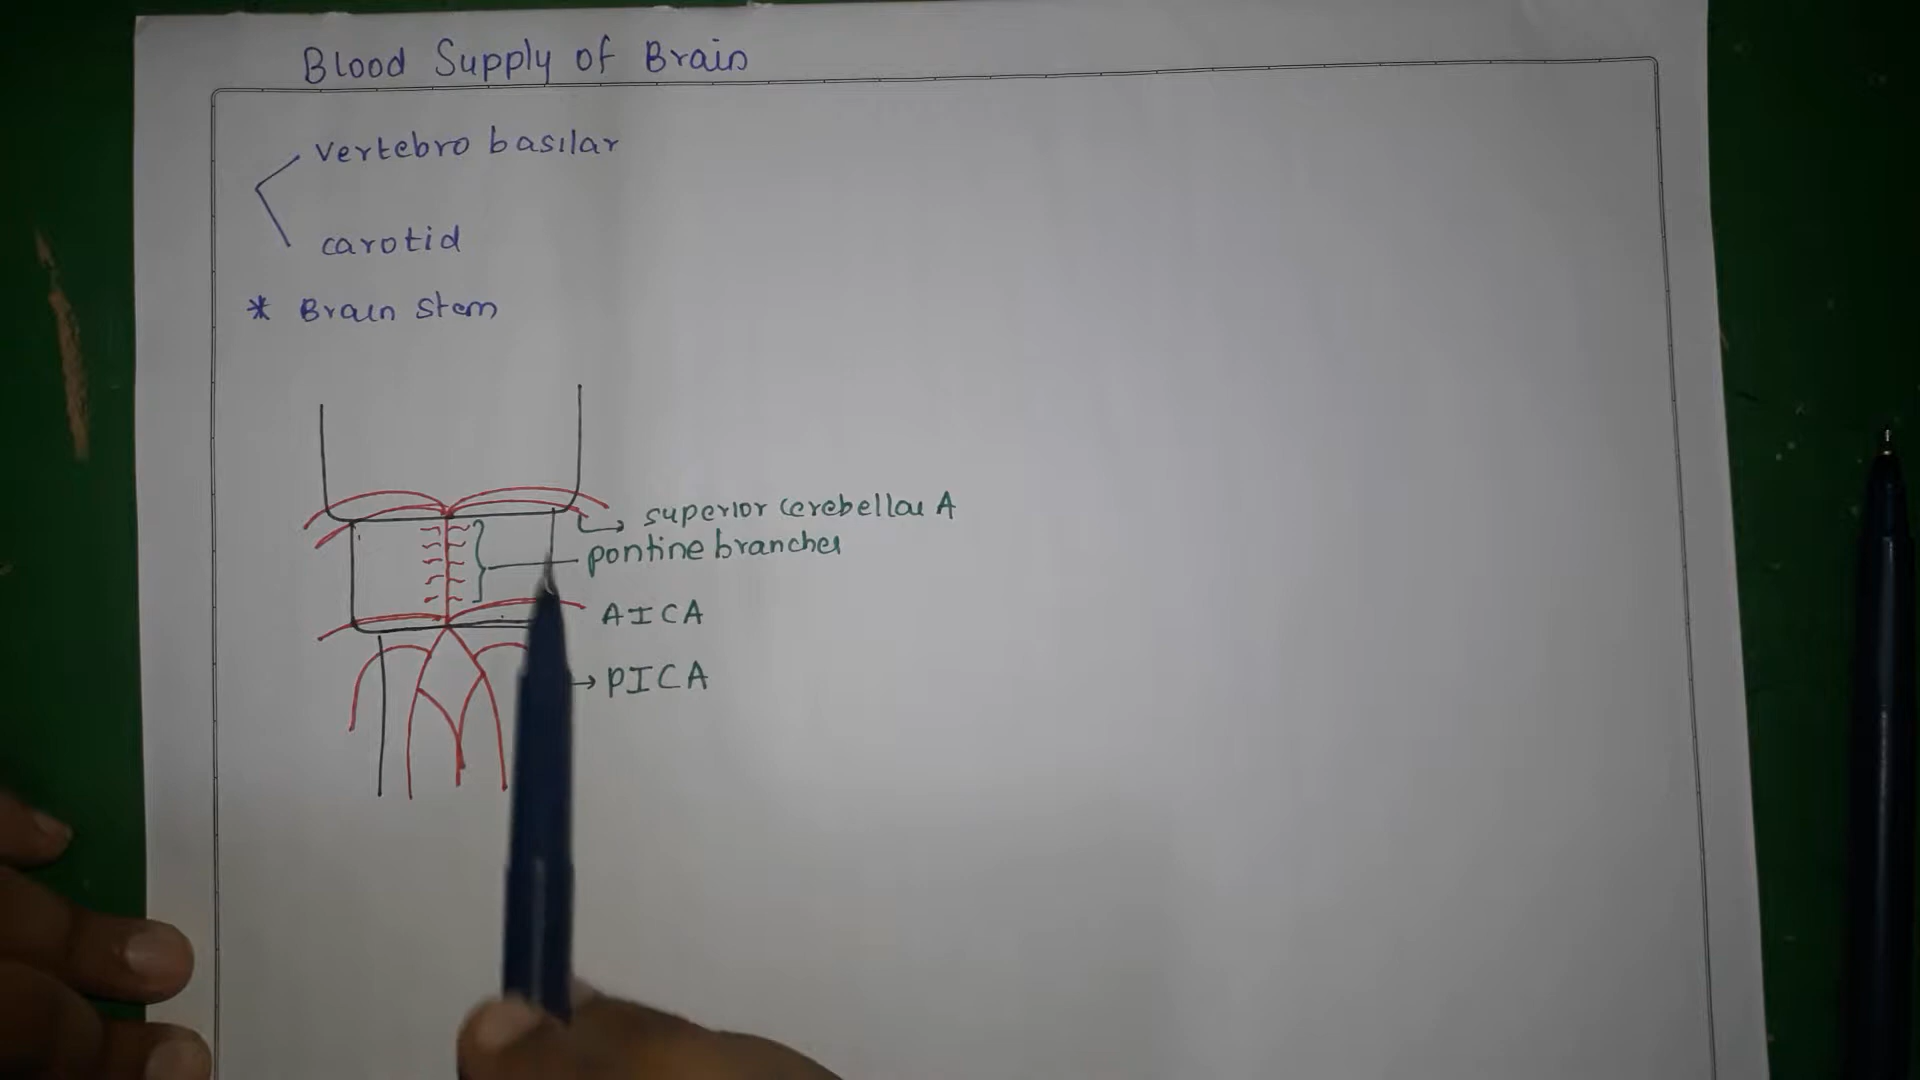 Blood Supply of Brain
vertebro basilar
carotid
* Brain stem
superior cerebellar A
pontine branches
AICA
PICA